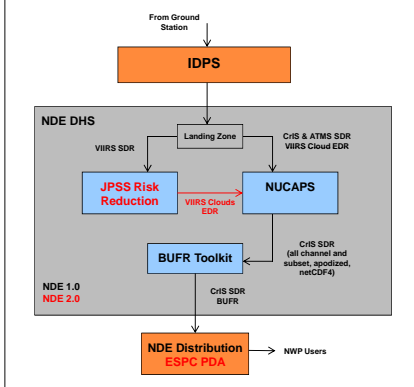 From Ground
Station
IDPS
NDE DHS
Landing Zone
VIIRS SDR
CrIS & ATMS SDR
VIIRS Cloud EDR
JPSS Risk
Reduction
VIIRS Clouds
EDR
NUCAPS
BUFR Toolkit
CrIS SDR
(all channel and
subset, apodized,
netCDF4)
NDE 1.0
NDE 2.0
CrIS SDR
BUFR
NDE Distribution
ESPC PDA
NWP Users